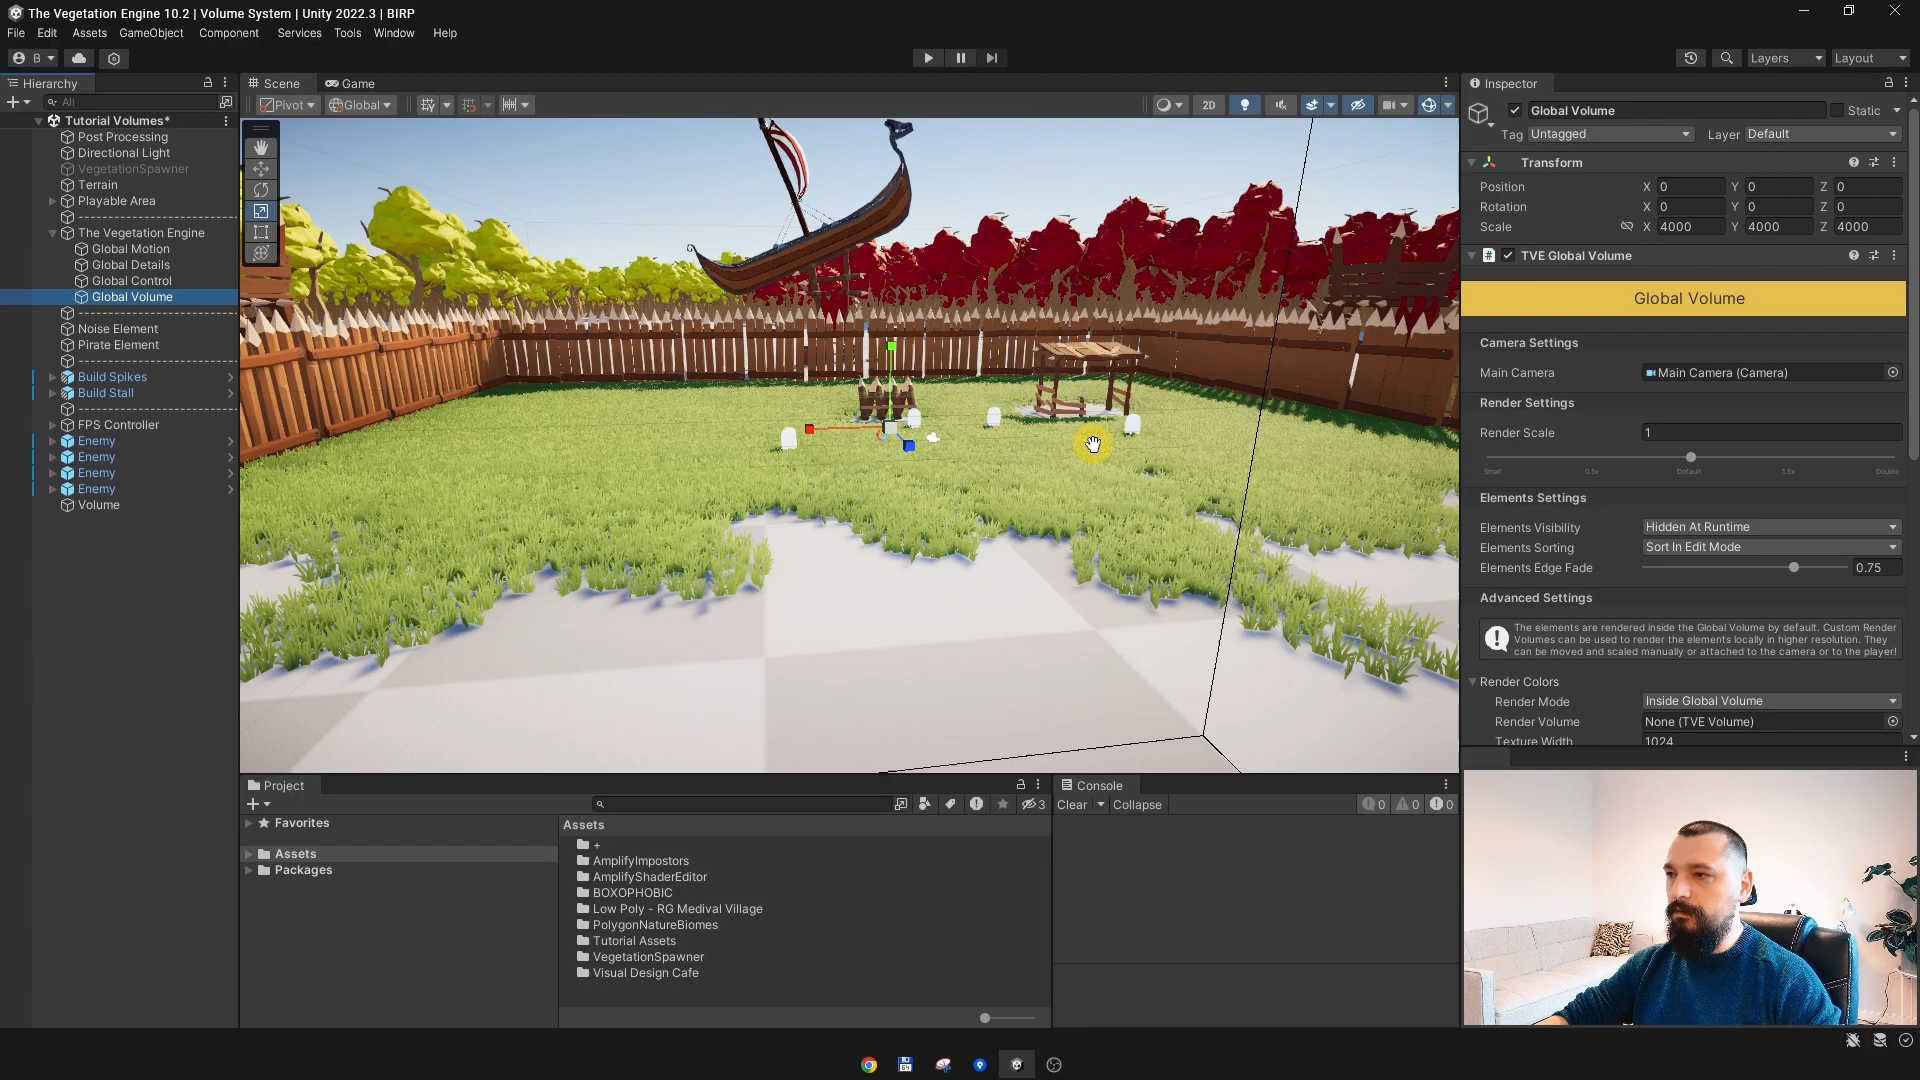 The Vegetation Engine 10.2 | Volume System | Unity 2022.3 | BIRP
File Edit Assets GameObject Component Services Tools Window Help
B Layers Layout
Hierarchy
All
Tutorial Volumes*
Post Processing
Directional Light
VegetationSpawner
Terrain
Playable Area
------------------------
The Vegetation Engine
Global Motion
Global Details
Global Control
Global Volume
------------------------
Noise Element
Pirate Element
------------------------
Build Spikes
Build Stall
------------------------
FPS Controller
Enemy
Enemy
Enemy
Enemy
Volume
Scene Game
Pivot Global 2D
Project
Favorites
Assets
Packages
Assets
+
AmplifyImpostors
AmplifyShaderEditor
BOXOPHOBIC
Low Poly - RG Medival Village
PolygonNatureBiomes
Tutorial Assets
VegetationSpawner
Visual Design Cafe
3
Console
Clear Collapse 0 0 0
Inspector
Global Volume Static
Tag Untagged Layer Default
Transform
Position X 0 Y 0 Z 0
Rotation X 0 Y 0 Z 0
Scale X 4000 Y 4000 Z 4000
TVE Global Volume
Global Volume
Camera Settings
Main Camera Main Camera (Camera)
Render Settings
Render Scale 1
Small 0.5x Default 1.5x Double
Elements Settings
Elements Visibility Hidden At Runtime
Elements Sorting Sort In Edit Mode
Elements Edge Fade 0.75
Advanced Settings
The elements are rendered inside the Global Volume by default. Custom Render
Volumes can be used to render the elements locally in higher resolution. They
can be moved and scaled manually or attached to the camera or to the player!
Render Colors
Render Mode Inside Global Volume
Render Volume None (TVE Volume)
Texture Width 1024